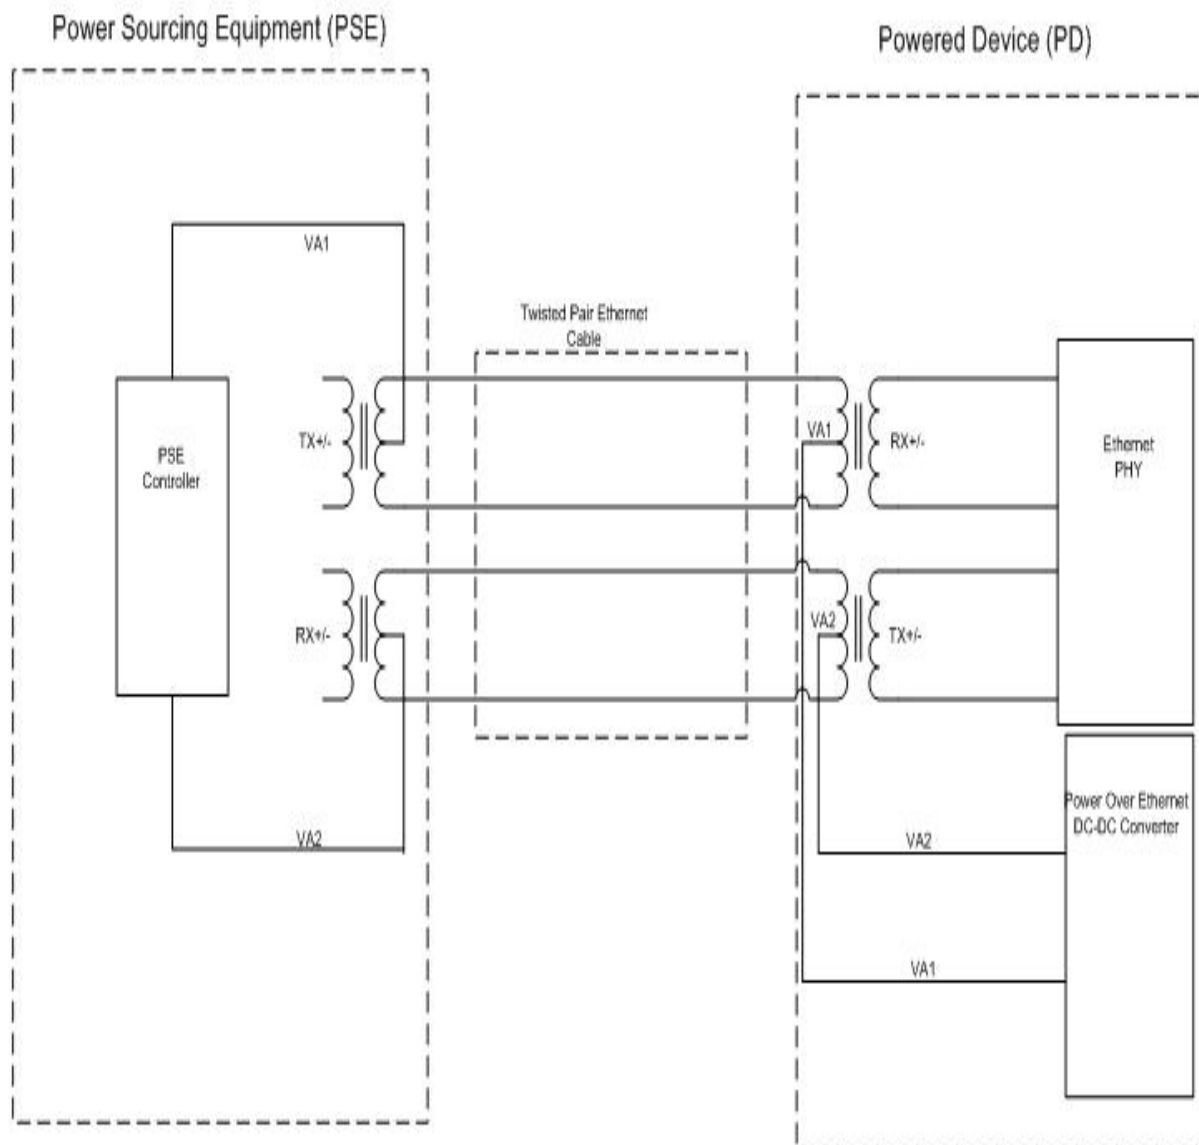 Power Sourcing Equipment (PSE)
Powered Device (PD)
VA1
Twisted Pair Ethernet
Cable
PSE
Controller
TX+/-
VA1
RX+/-
Ethernet
PHY
RX+/-
VA2
TX+/-
VA2
Power Over Ethernet
DC-DC Converter
VA2
VA1